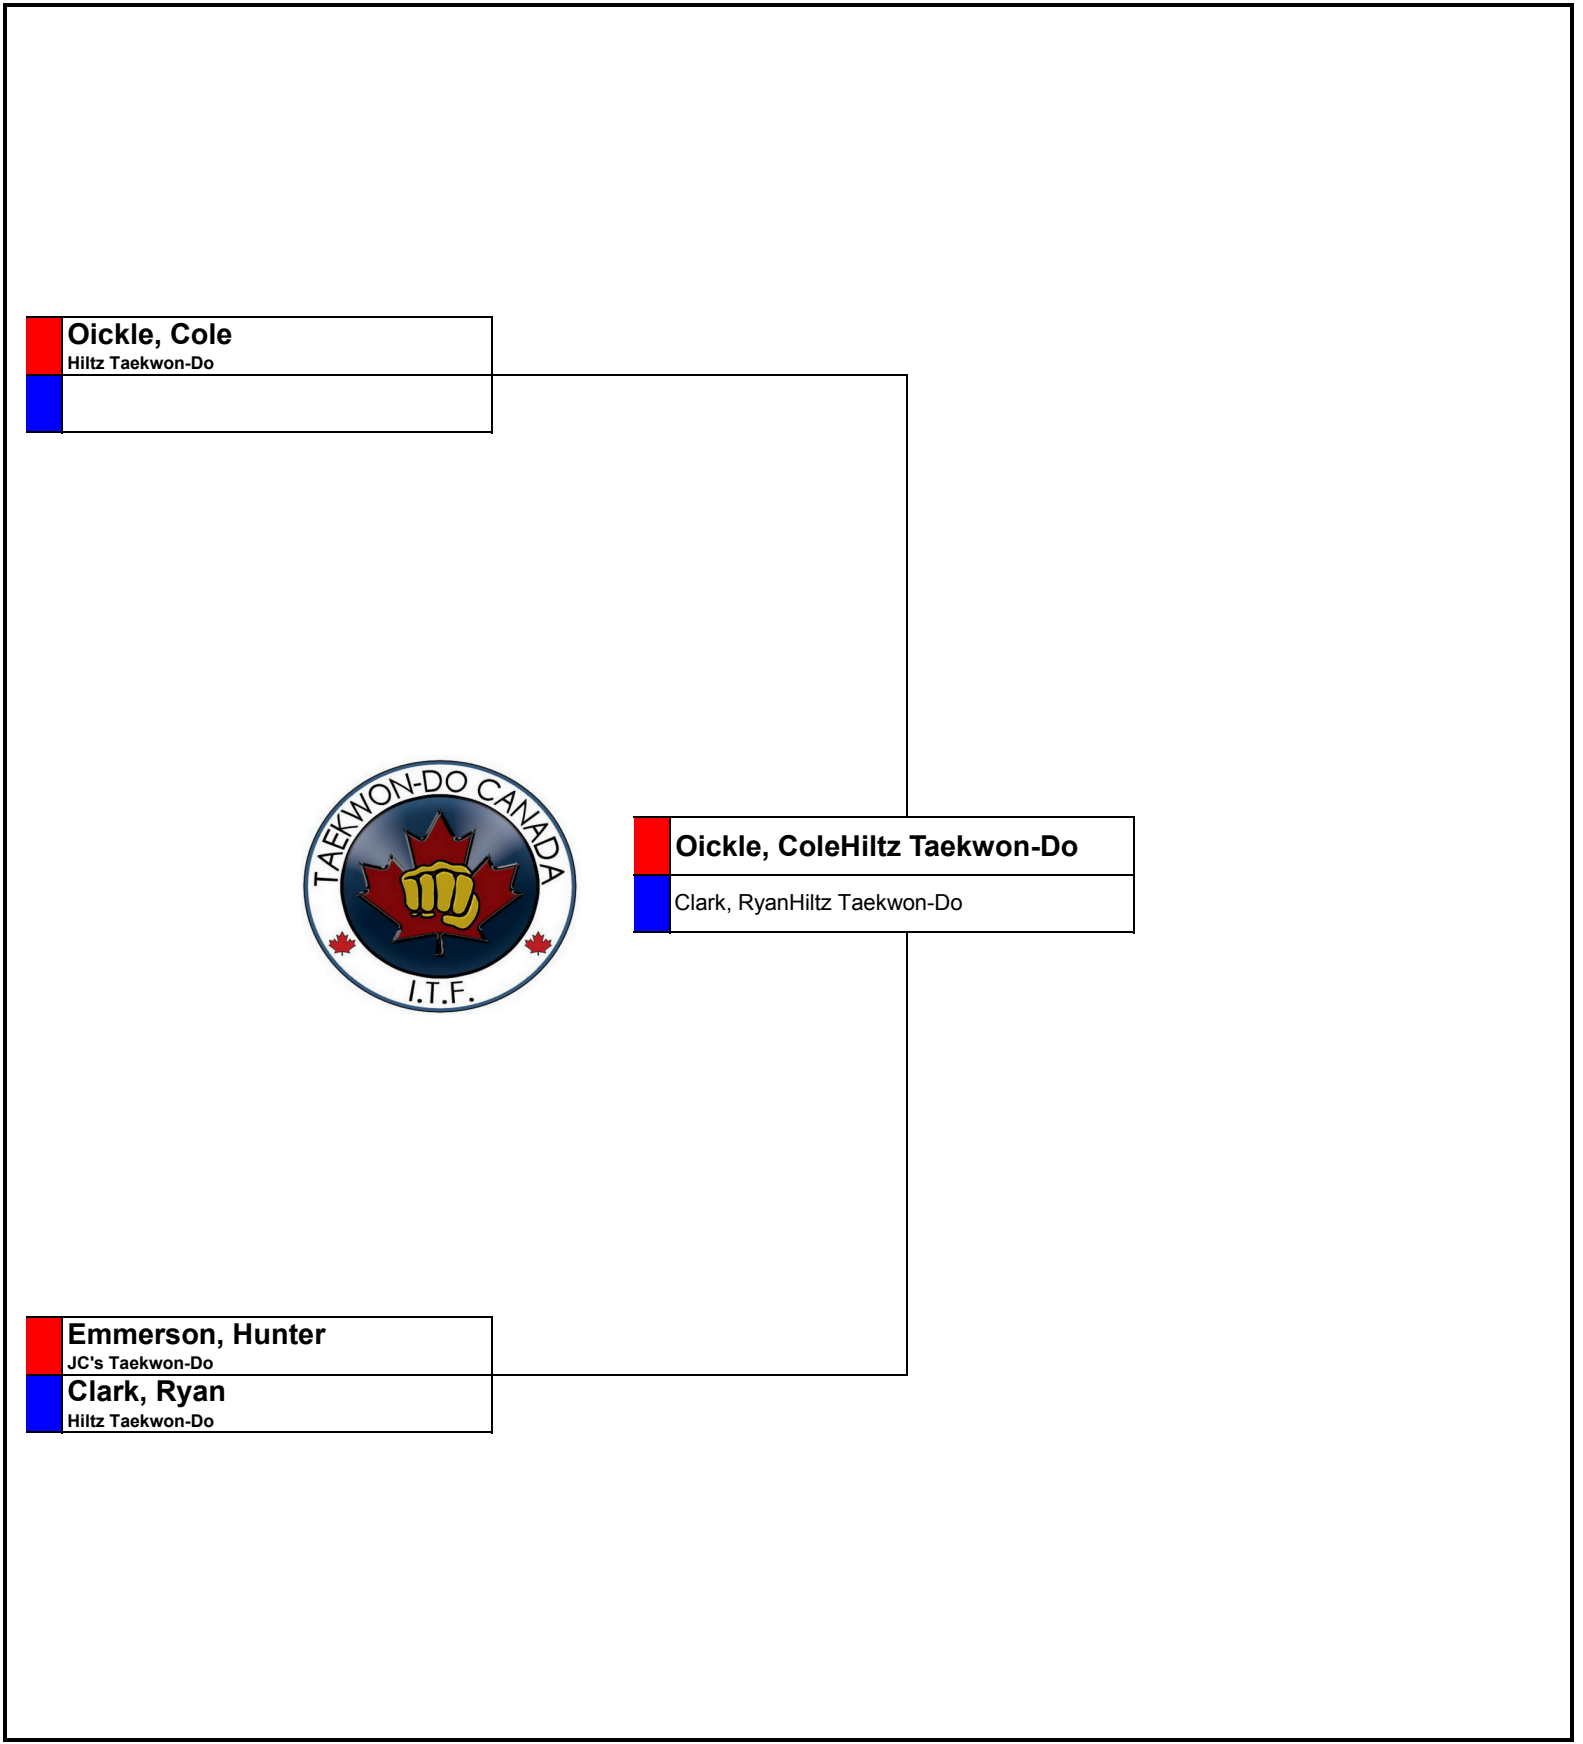 Oickle, Cole
Hiltz Taekwon-Do
TAEKWON-DO CANADA
I.T.F.
Oickle, ColeHiltz Taekwon-Do
Clark, RyanHiltz Taekwon-Do
Emmerson, Hunter
JC's Taekwon-Do
Clark, Ryan
Hiltz Taekwon-Do